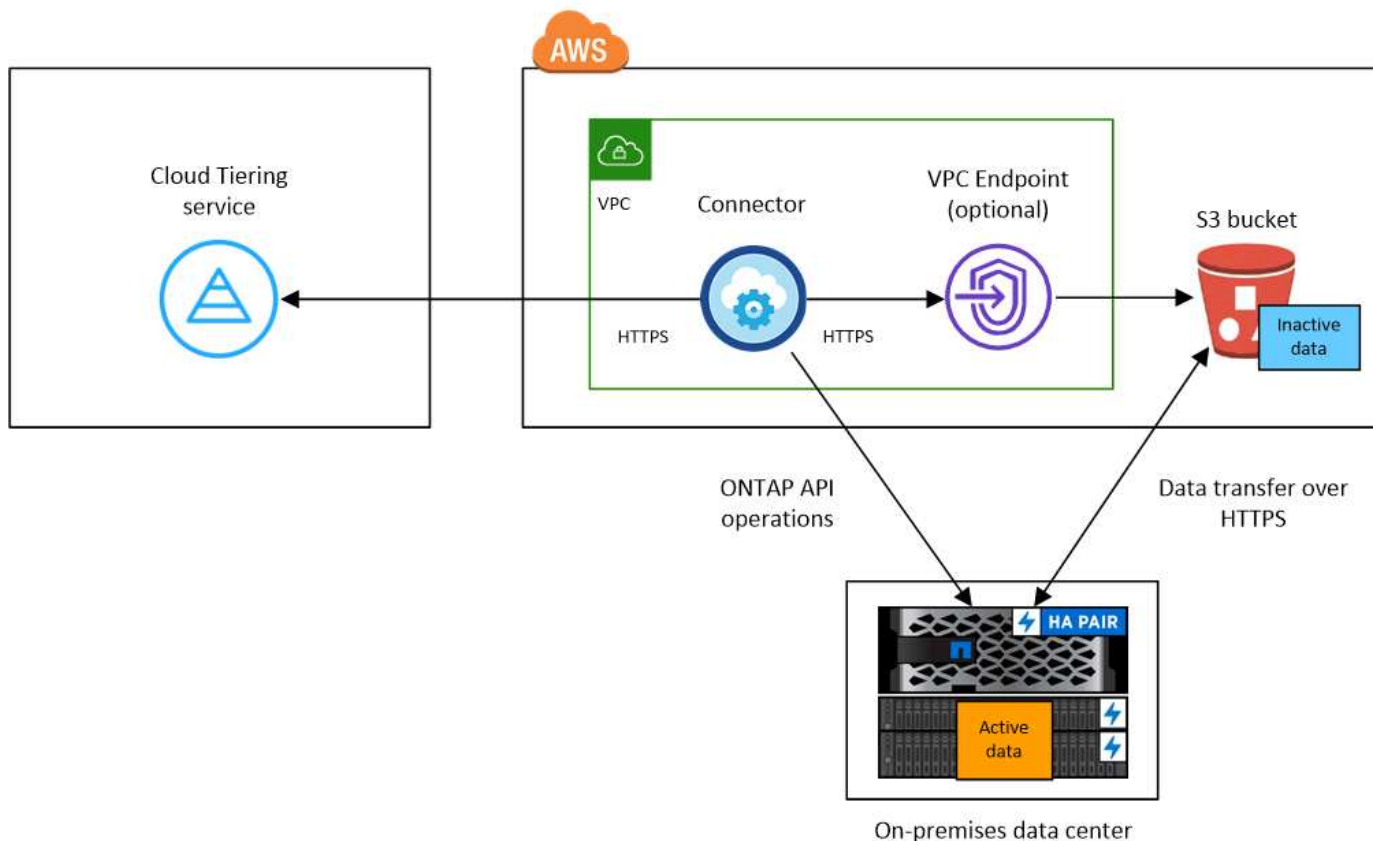 AWS
Cloud Tiering
service
VPC
Connector
VPC Endpoint
(optional)
S3 bucket
HTTPS
HTTPS
Inactive
data
ONTAP API
operations
Data transfer over
HTTPS
HA PAIR
Active
data
On-premises data center